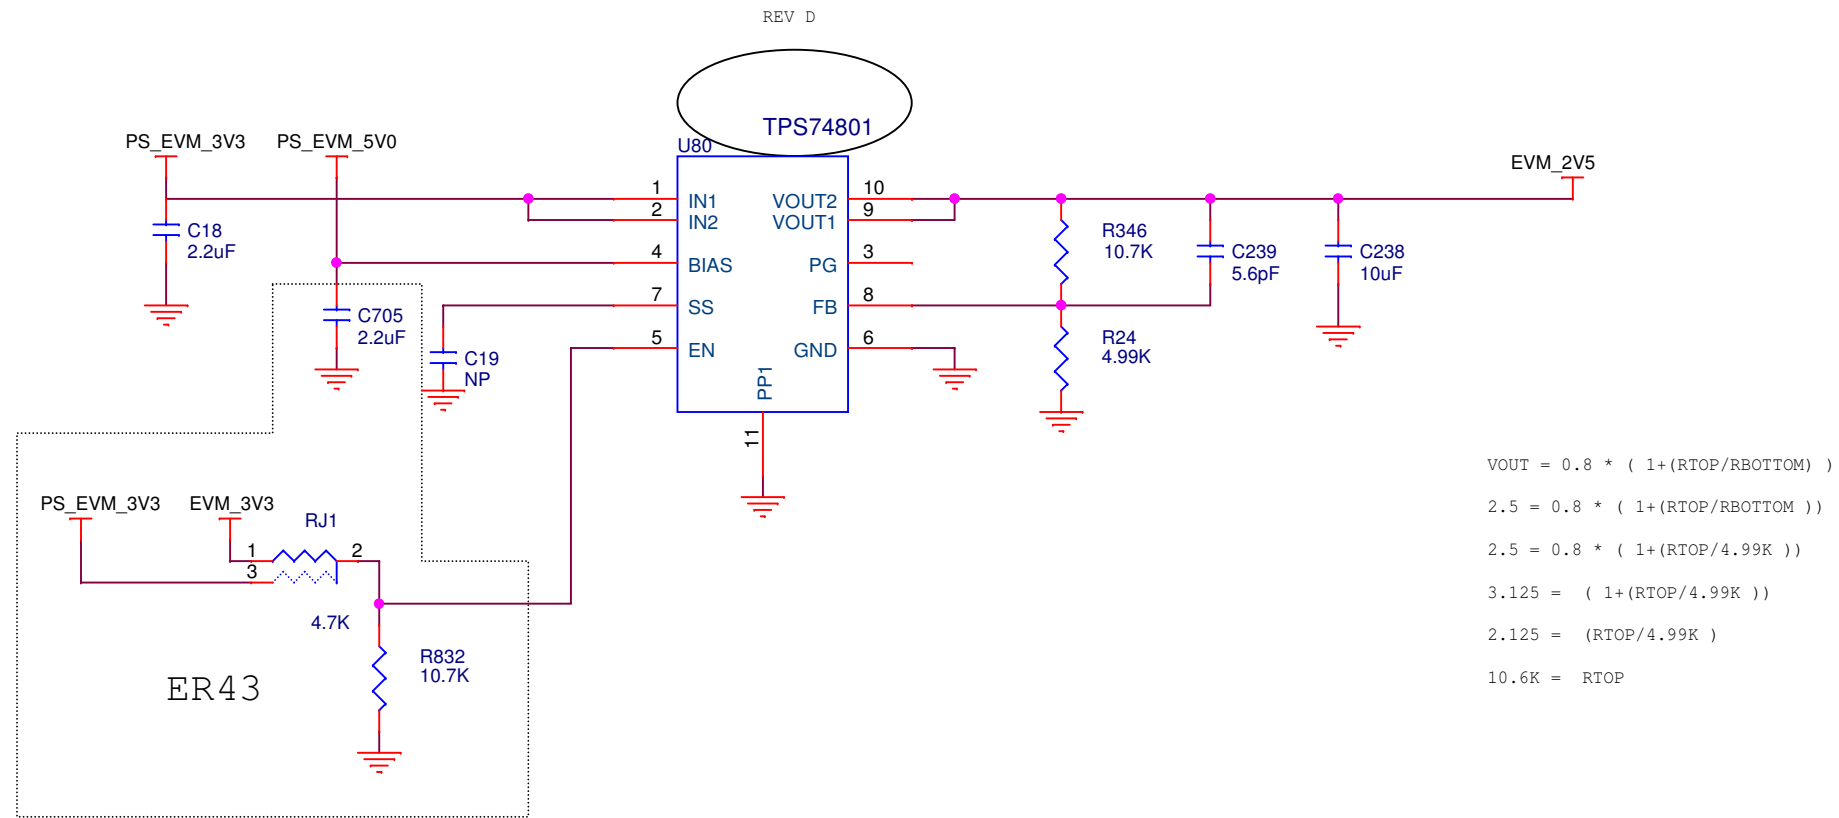 REV D
TPS74801
U80
PS_EVM_3V3
PS_EVM_5V0
EVM_2V5
1 IN1
2 IN2
4 BIAS
7 SS
5 EN
VOUT2 10
VOUT1 9
PG 3
FB 8
GND 6
PP1
11
C18
2.2uF
C705
2.2uF
C19
NP
R346
10.7K
C239
5.6pF
C238
10uF
R24
4.99K
PS_EVM_3V3
EVM_3V3
RJ1
1
2
3
4.7K
R832
10.7K
ER43
VOUT = 0.8 * ( 1+(RTOP/RBOTTOM) )
2.5 = 0.8 * ( 1+(RTOP/RBOTTOM ))
2.5 = 0.8 * ( 1+(RTOP/4.99K ))
3.125 = ( 1+(RTOP/4.99K ))
2.125 = (RTOP/4.99K )
10.6K = RTOP